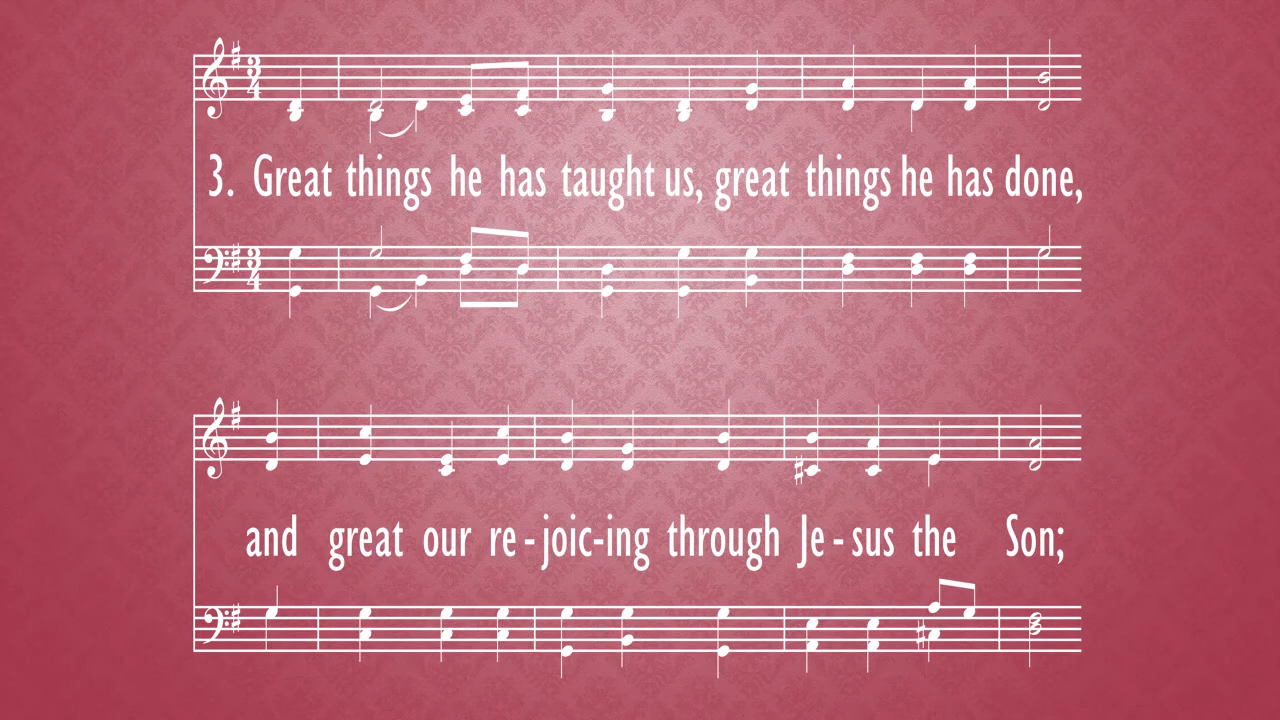 3. Great things he has taught us, great things he has done,
and great our re-joic-ing through Je-sus the Son;